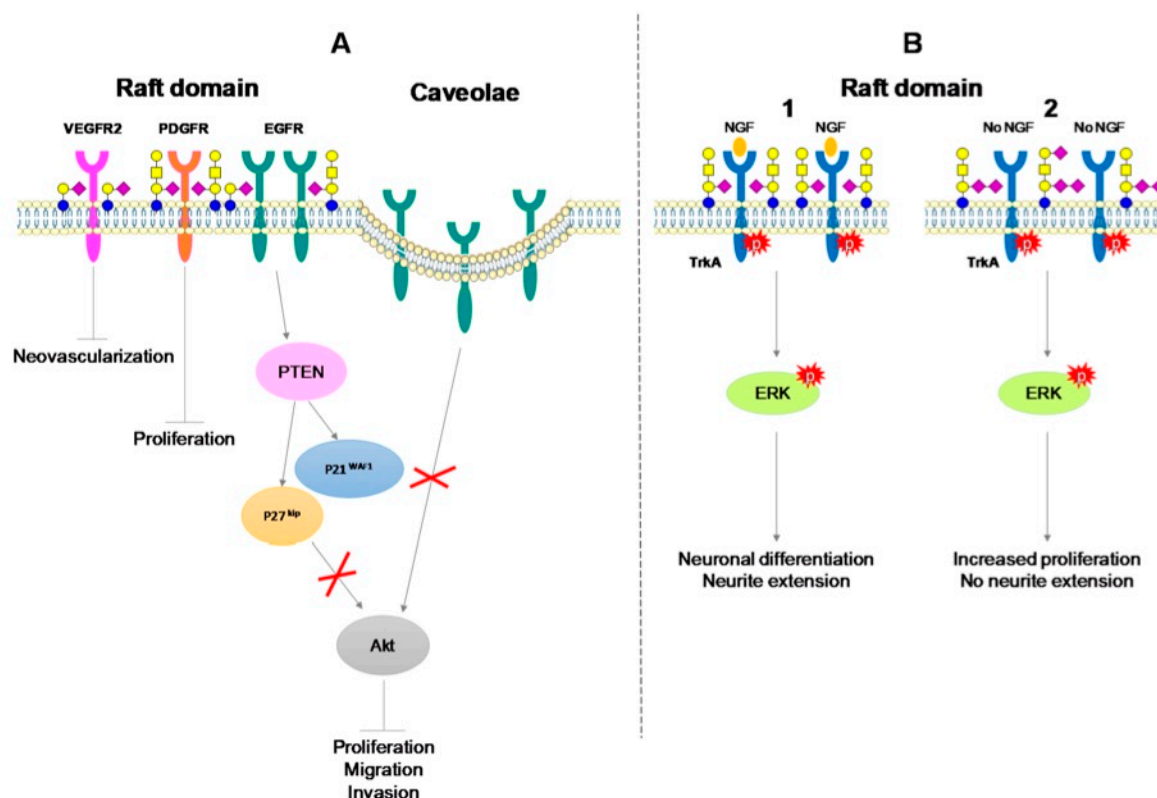 A
Raft domain
Caveolae
VEGFR2
PDGFR
EGFR
Neovascularization
Proliferation
PTEN
P21 WAF1
P27 kip
Akt
Proliferation
Migration
Invasion
B
Raft domain
1
2
NGF
NGF
No NGF
No NGF
p
p
p
p
TrkA
TrkA
p
ERK
p
ERK
Neuronal differentiation
Neurite extension
Increased proliferation
No neurite extension